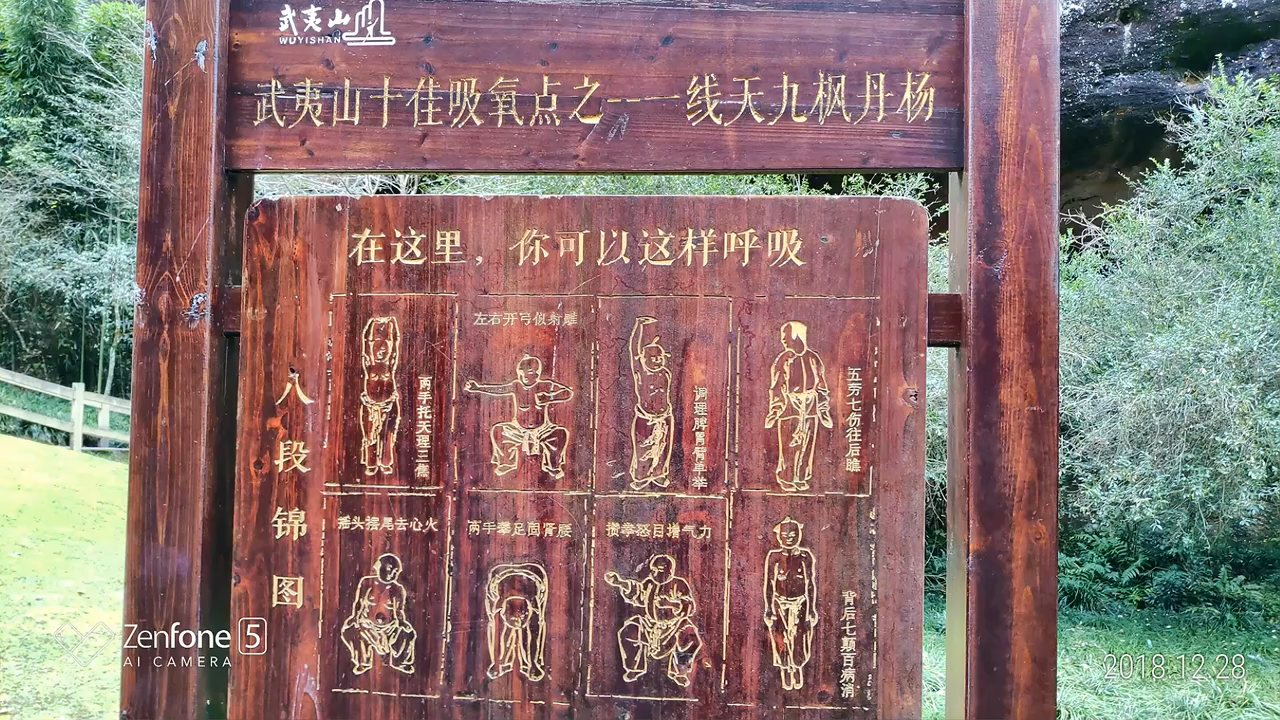 武夷山
WUYISHAN
武夷山十佳吸氧点之---一线天九枫丹杨
在这里，你可以这样呼吸
八段锦图
两手托天理三焦
左右开弓似射雕
调理脾胃臂单举
五劳七伤往后瞧
摇头摆尾去心火
两手攀足固肾腰
攒拳怒目增气力
背后七颠百病消
Zenfone 5
AI CAMERA
2018·12·28